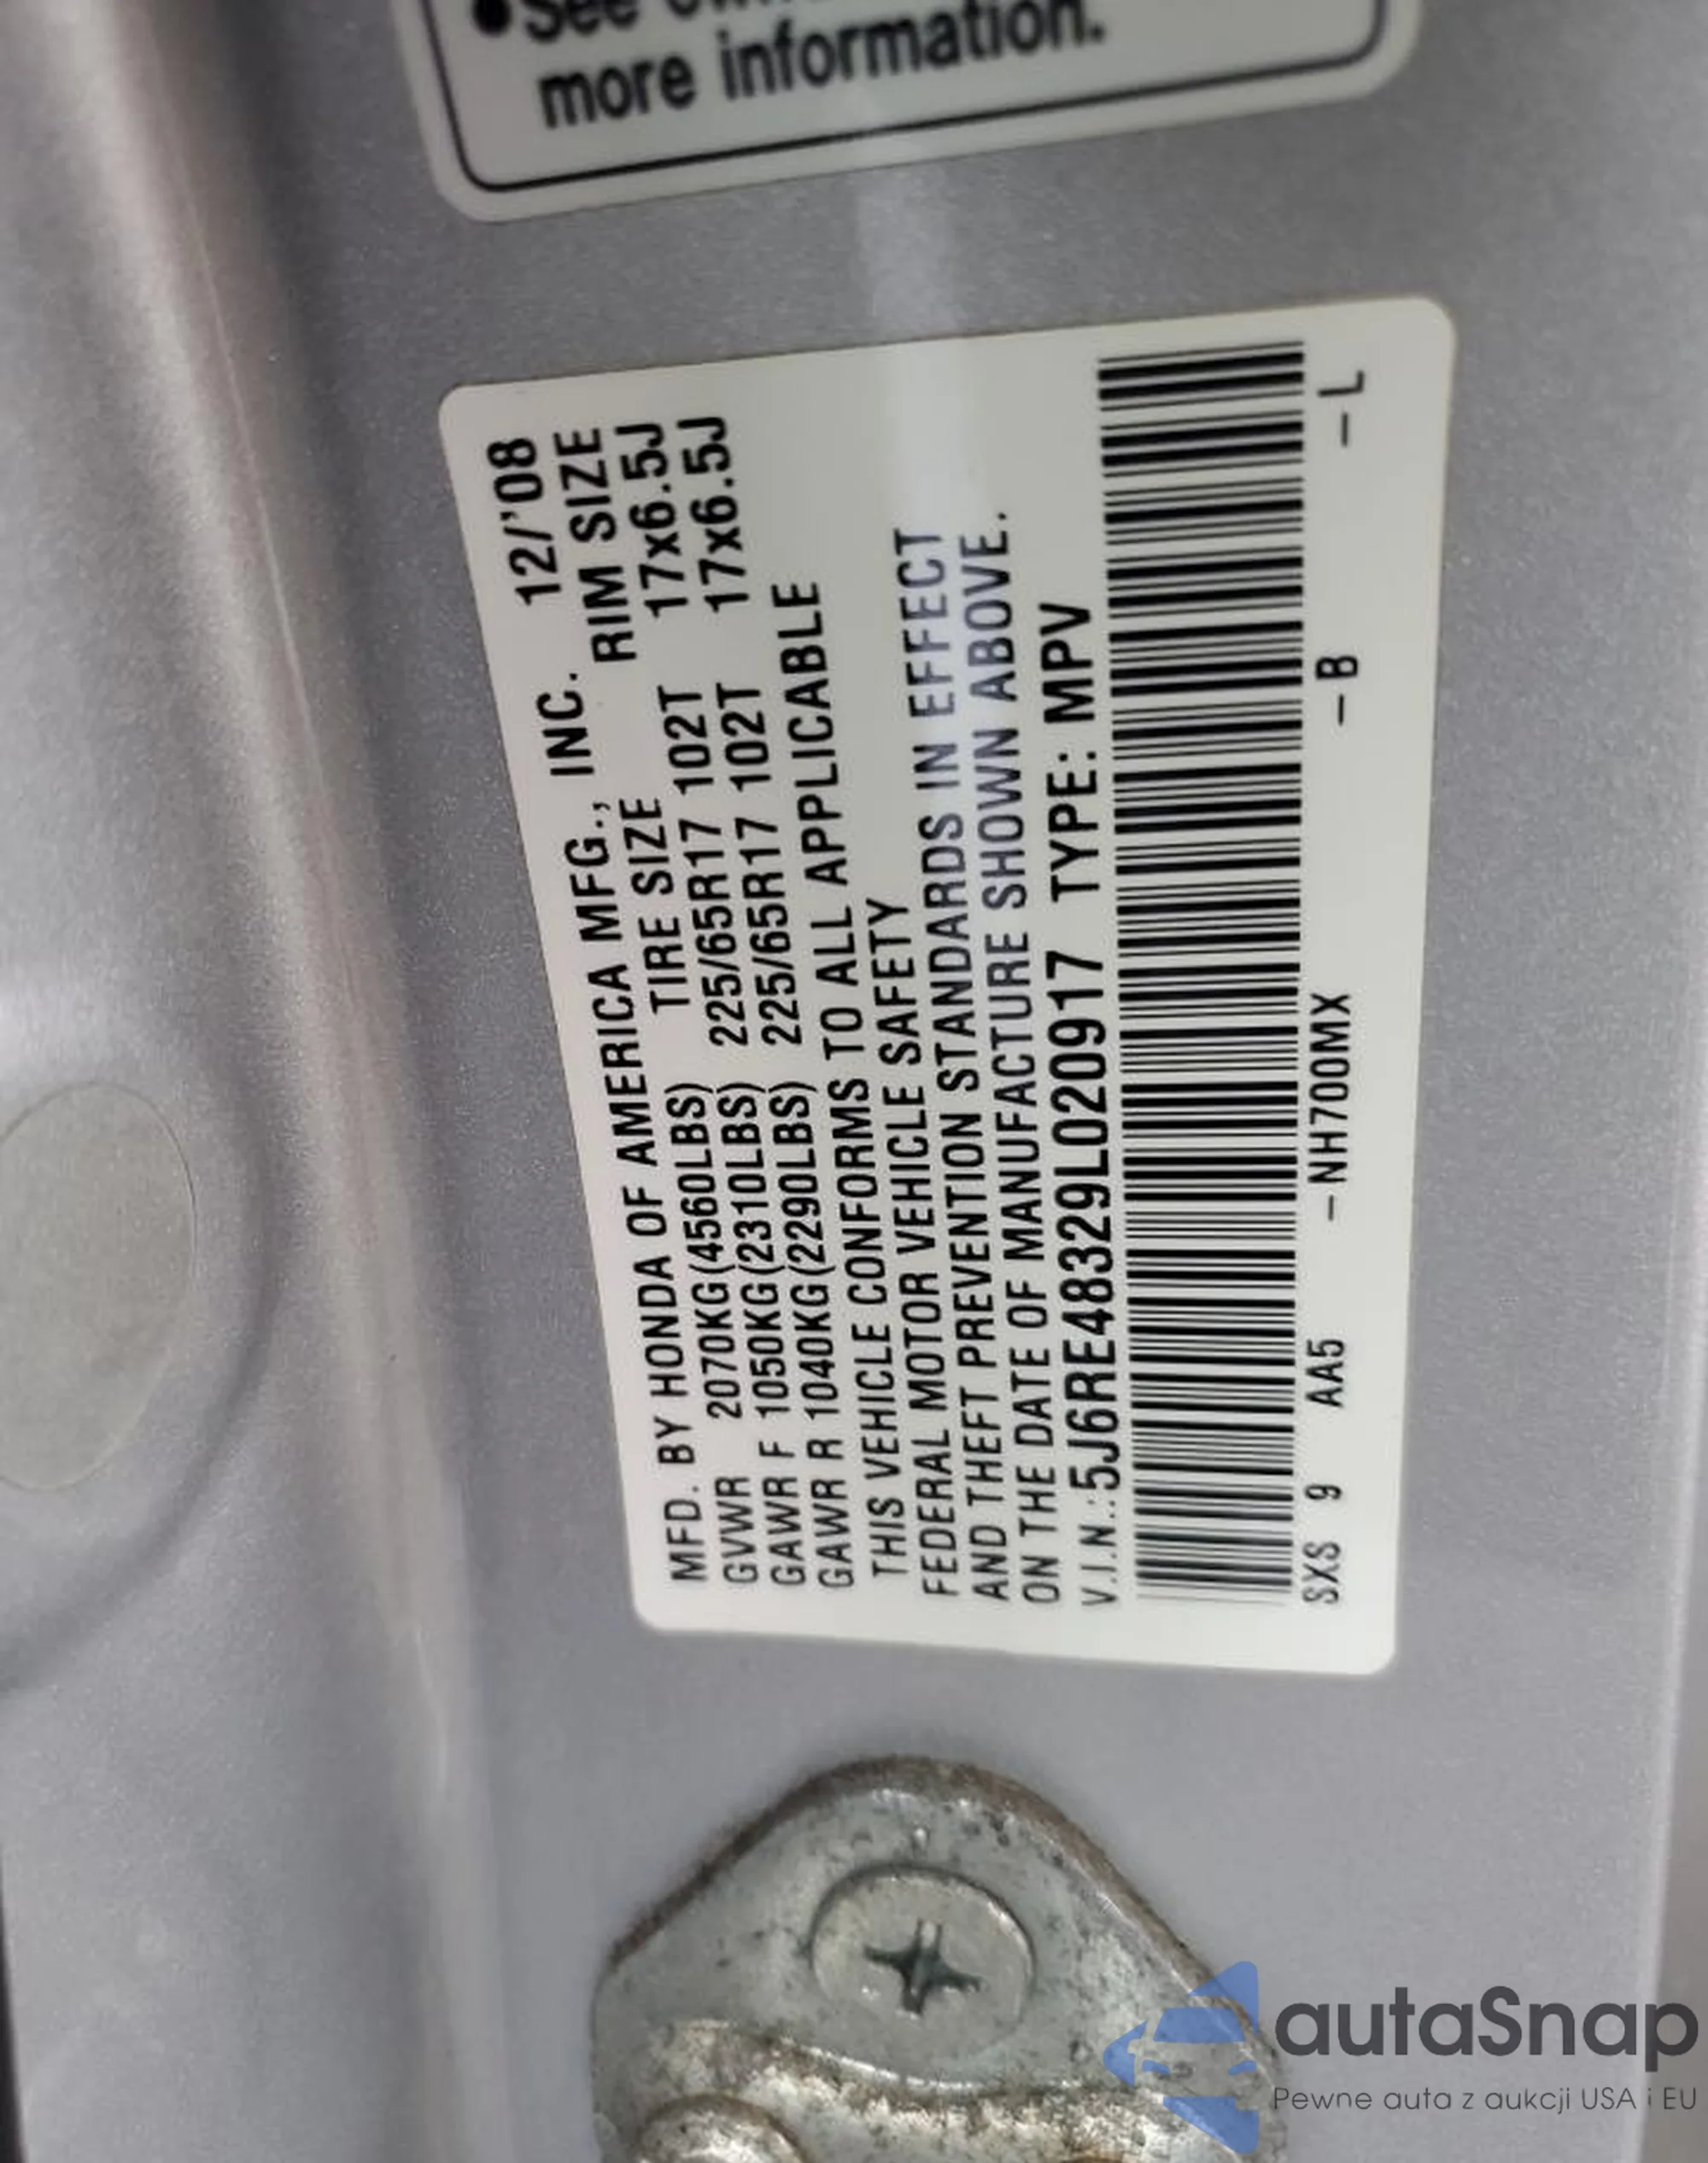 ●See
more information.
MFD. BY HONDA OF AMERICA MFG., INC. 12/'08
TIRE SIZE RIM SIZE
GVWR 2070KG(4560LBS) 225/65R17 102T 17x6.5J
GAWR F 1050KG(2310LBS) 225/65R17 102T 17x6.5J
GAWR R 1040KG(2290LBS)
THIS VEHICLE CONFORMS TO ALL APPLICABLE
FEDERAL MOTOR VEHICLE SAFETY
AND THEFT PREVENTION STANDARDS IN EFFECT
ON THE DATE OF MANUFACTURE SHOWN ABOVE.
V.I.N.:5J6RE48329L020917 TYPE: MPV
SXS 9 AA5 –NH700MX –B –L
autaSnap
Pewne auta z aukcji USA i EU